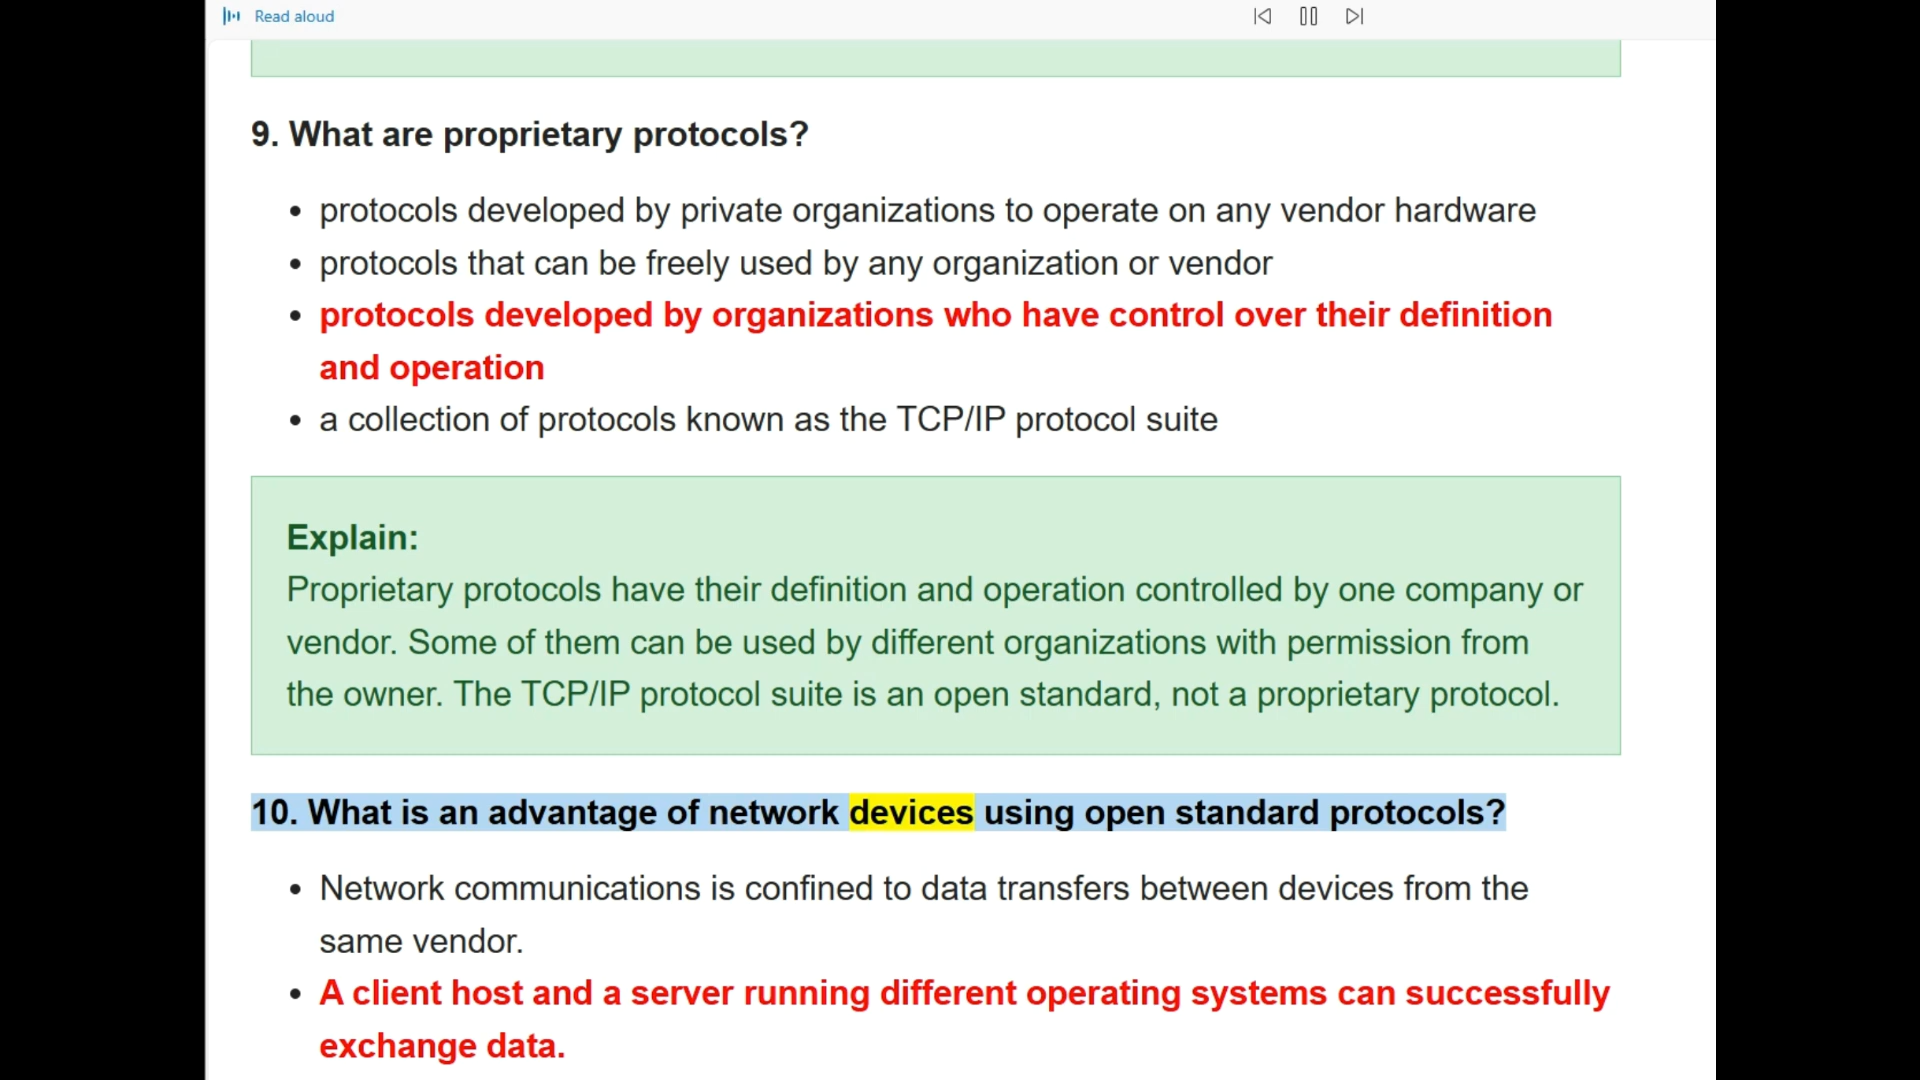 Read aloud
9. What are proprietary protocols?
protocols developed by private organizations to operate on any vendor hardware
protocols that can be freely used by any organization or vendor
protocols developed by organizations who have control over their definition
and operation
a collection of protocols known as the TCP/IP protocol suite
Explain:
Proprietary protocols have their definition and operation controlled by one company or
vendor. Some of them can be used by different organizations with permission from
the owner. The TCP/IP protocol suite is an open standard, not a proprietary protocol.
10. What is an advantage of network devices using open standard protocols?
Network communications is confined to data transfers between devices from the
same vendor.
A client host and a server running different operating systems can successfully
exchange data.